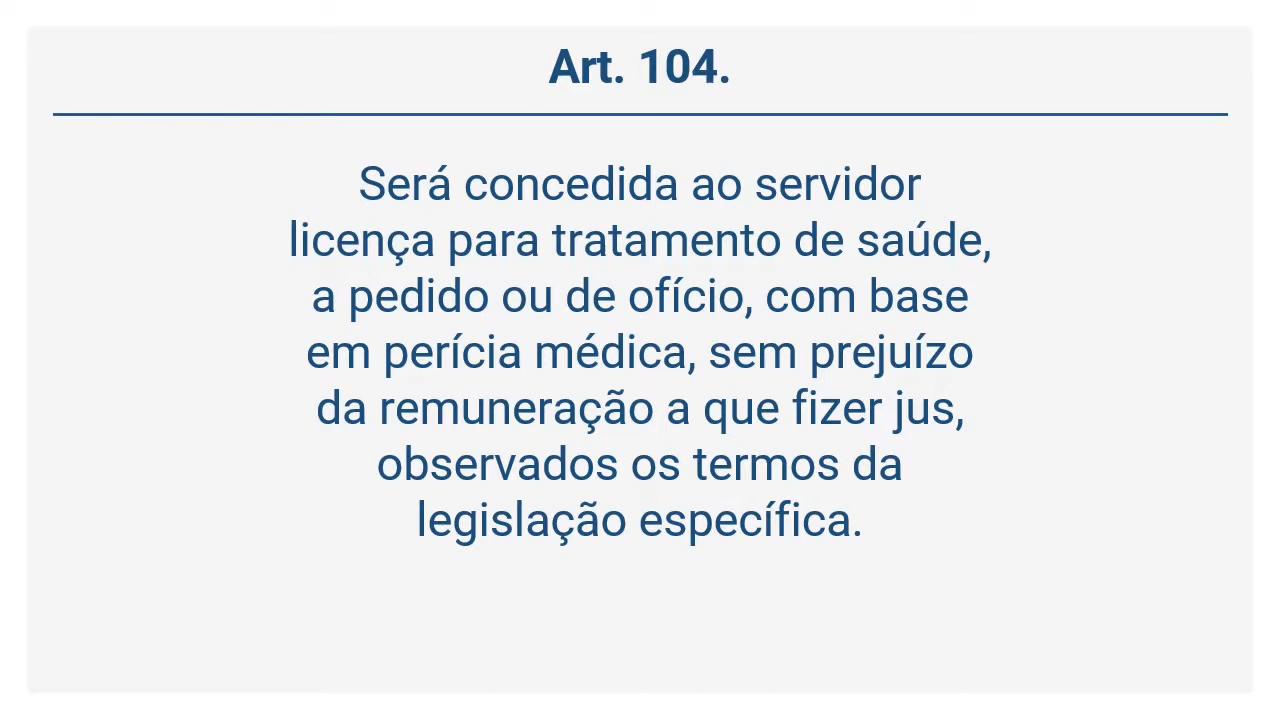 Art. 104.
Será concedida ao servidor
licença para tratamento de saúde,
a pedido ou de ofício, com base
em perícia médica, sem prejuízo
da remuneração a que fizer jus,
observados os termos da
legislação específica.